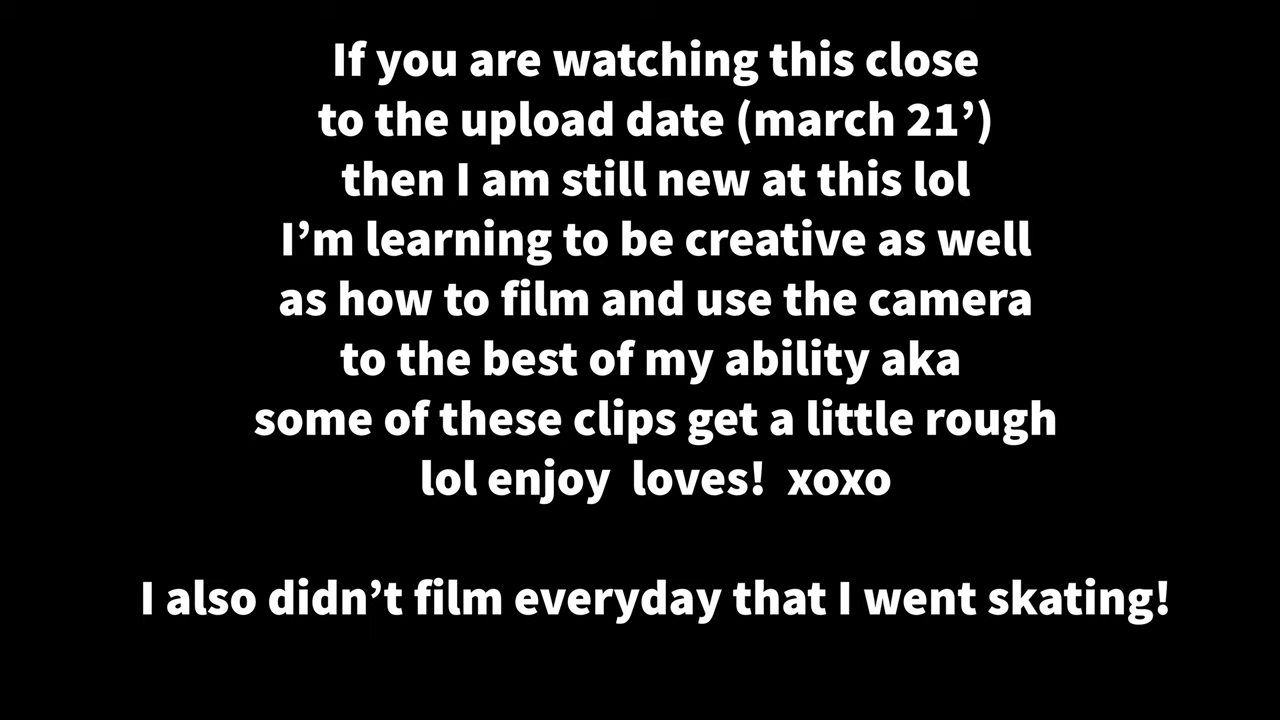 If you are watching this close
to the upload date (march 21’)
then I am still new at this lol
I’m learning to be creative as well
as how to film and use the camera
to the best of my ability aka
some of these clips get a little rough
lol enjoy  loves!  xoxo
I also didn’t film everyday that I went skating!